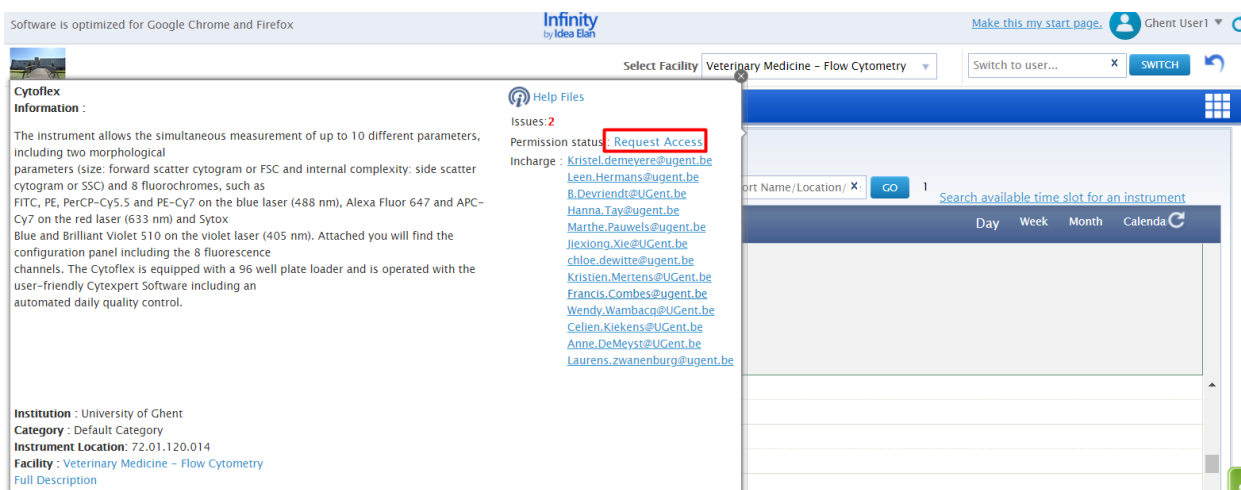 Software is optimized for Google Chrome and Firefox
Infinity
by Idea Elan
Make this my start page.
Ghent User1
Select Facility
Veterinary Medicine - Flow Cytometry
Switch to user...
X
SWITCH
Cytoflex
Information :
The instrument allows the simultaneous measurement of up to 10 different parameters,
including two morphological
parameters (size: forward scatter cytogram or FSC and internal complexity: side scatter
cytogram or SSC) and 8 fluorochromes, such as
FITC, PE, PerCP-Cy5.5 and PE-Cy7 on the blue laser (488 nm), Alexa Fluor 647 and APC-
Cy7 on the red laser (633 nm) and Sytox
Blue and Brilliant Violet 510 on the violet laser (405 nm). Attached you will find the
configuration panel including the 8 fluorescence
channels. The Cytoflex is equipped with a 96 well plate loader and is operated with the
user-friendly Cytexpert Software including an
automated daily quality control.
Institution : University of Ghent
Category : Default Category
Instrument Location: 72.01.120.014
Facility : Veterinary Medicine - Flow Cytometry
Full Description
Help Files
Issues:2
Permission status : Request Access
Incharge : Kristel.demeyere@ugent.be
Leen.Hermans@ugent.be
B.Devriendt@UGent.be
Hanna.Tay@ugent.be
Marthe.Pauwels@ugent.be
Jiexiong.Xie@UGent.be
chloe.dewitte@ugent.be
Kristien.Mertens@UGent.be
Francis.Combes@ugent.be
Wendy.Wambacq@UGent.be
Celien.Kiekens@UGent.be
Anne.DeMeyst@UGent.be
Laurens.zwanenburg@ugent.be
ort Name/Location/ X
GO
1
Search available time slot for an instrument
Day Week Month Calenda